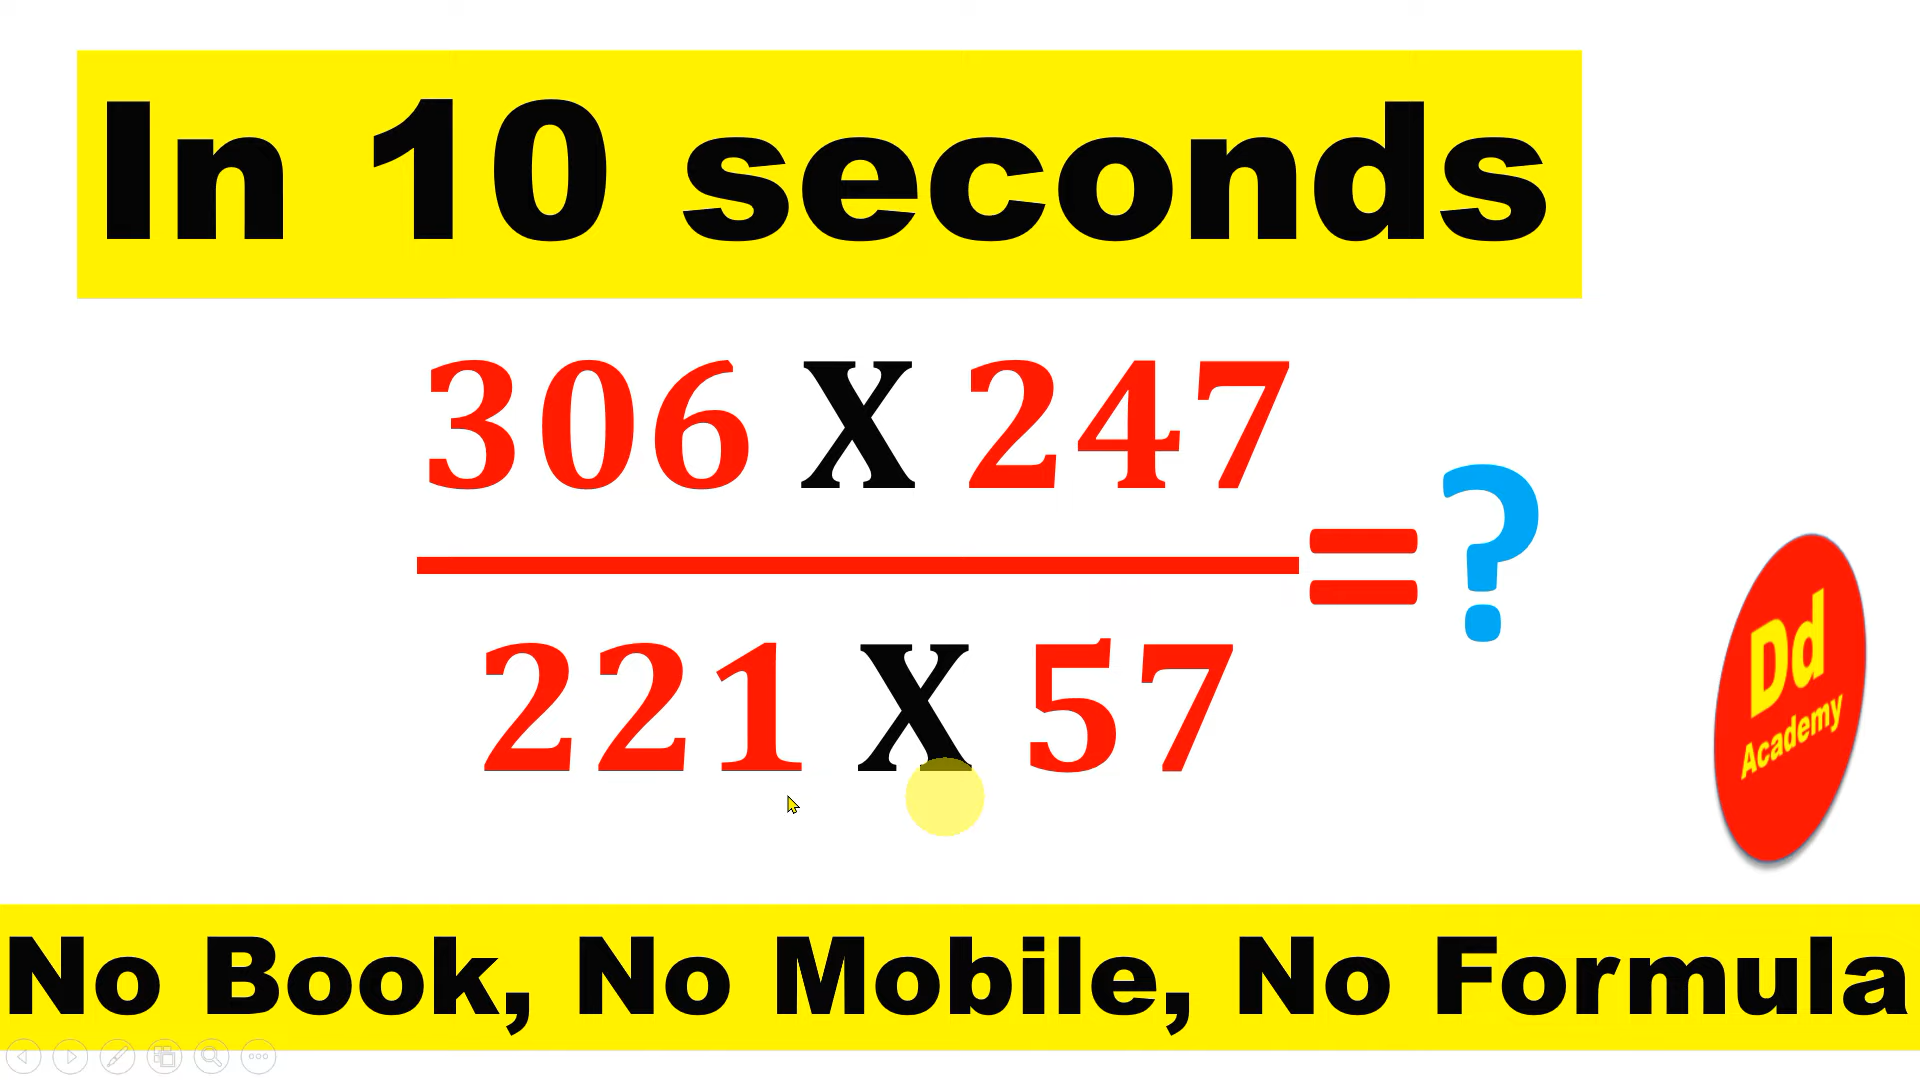 In 10 seconds
306 X 247
= ?
221 X 57
Dd
Academy
No Book, No Mobile, No Formula